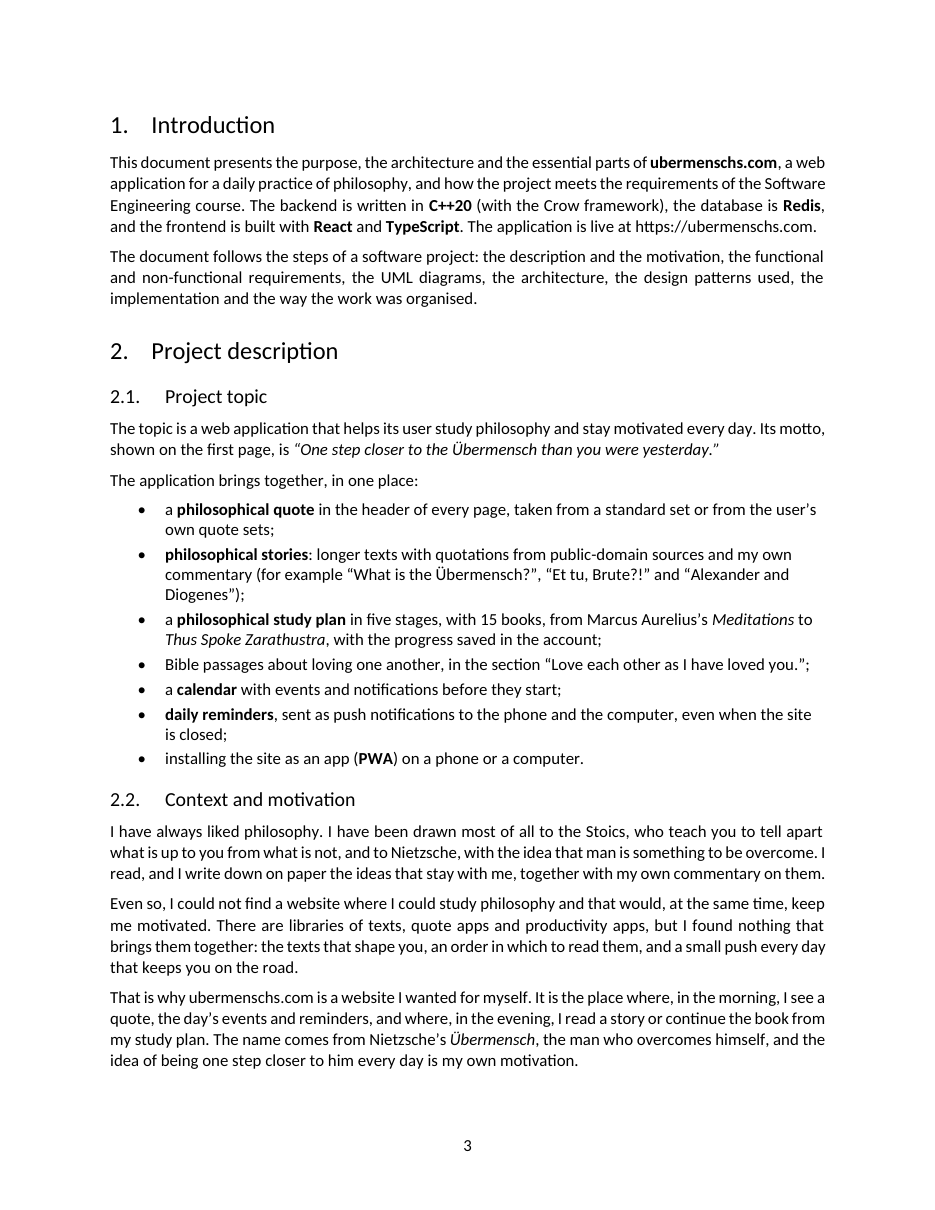 1. Introduction
This document presents the purpose, the architecture and the essential parts of ubermenschs.com, a web
application for a daily practice of philosophy, and how the project meets the requirements of the Software
Engineering course. The backend is written in C++20 (with the Crow framework), the database is Redis,
and the frontend is built with React and TypeScript. The application is live at https://ubermenschs.com.
The document follows the steps of a software project: the description and the motivation, the functional
and non-functional requirements, the UML diagrams, the architecture, the design patterns used, the
implementation and the way the work was organised.
2. Project description
2.1. Project topic
The topic is a web application that helps its user study philosophy and stay motivated every day. Its motto,
shown on the first page, is “One step closer to the Übermensch than you were yesterday.”
The application brings together, in one place:
• a philosophical quote in the header of every page, taken from a standard set or from the user’s
own quote sets;
• philosophical stories: longer texts with quotations from public-domain sources and my own
commentary (for example “What is the Übermensch?”, “Et tu, Brute?!” and “Alexander and
Diogenes”);
• a philosophical study plan in five stages, with 15 books, from Marcus Aurelius’s Meditations to
Thus Spoke Zarathustra, with the progress saved in the account;
• Bible passages about loving one another, in the section “Love each other as I have loved you.”;
• a calendar with events and notifications before they start;
• daily reminders, sent as push notifications to the phone and the computer, even when the site
is closed;
• installing the site as an app (PWA) on a phone or a computer.
2.2. Context and motivation
I have always liked philosophy. I have been drawn most of all to the Stoics, who teach you to tell apart
what is up to you from what is not, and to Nietzsche, with the idea that man is something to be overcome. I
read, and I write down on paper the ideas that stay with me, together with my own commentary on them.
Even so, I could not find a website where I could study philosophy and that would, at the same time, keep
me motivated. There are libraries of texts, quote apps and productivity apps, but I found nothing that
brings them together: the texts that shape you, an order in which to read them, and a small push every day
that keeps you on the road.
That is why ubermenschs.com is a website I wanted for myself. It is the place where, in the morning, I see a
quote, the day’s events and reminders, and where, in the evening, I read a story or continue the book from
my study plan. The name comes from Nietzsche’s Übermensch, the man who overcomes himself, and the
idea of being one step closer to him every day is my own motivation.
3